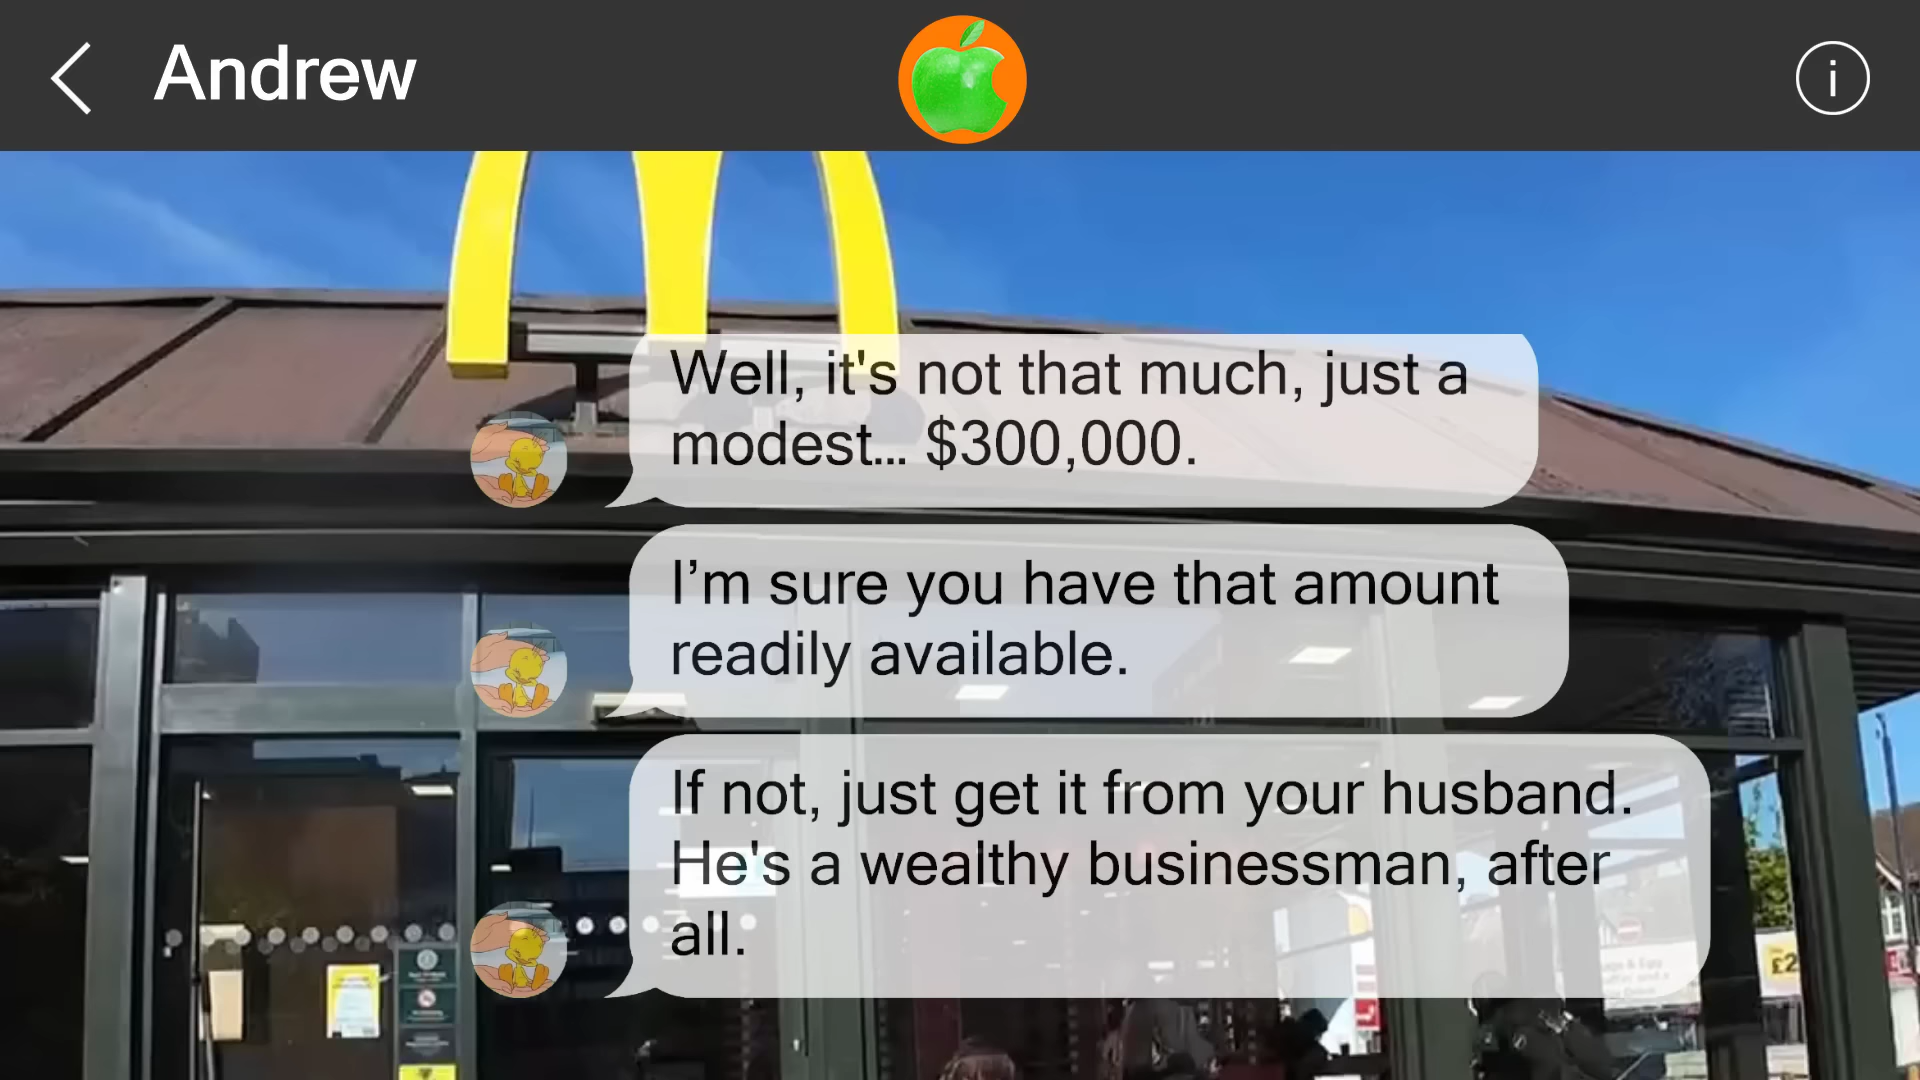 Andrew
i
Well, it's not that much, just a
modest... $300,000.
I’m sure you have that amount
readily available.
If not, just get it from your husband.
He's a wealthy businessman, after
all.
£2